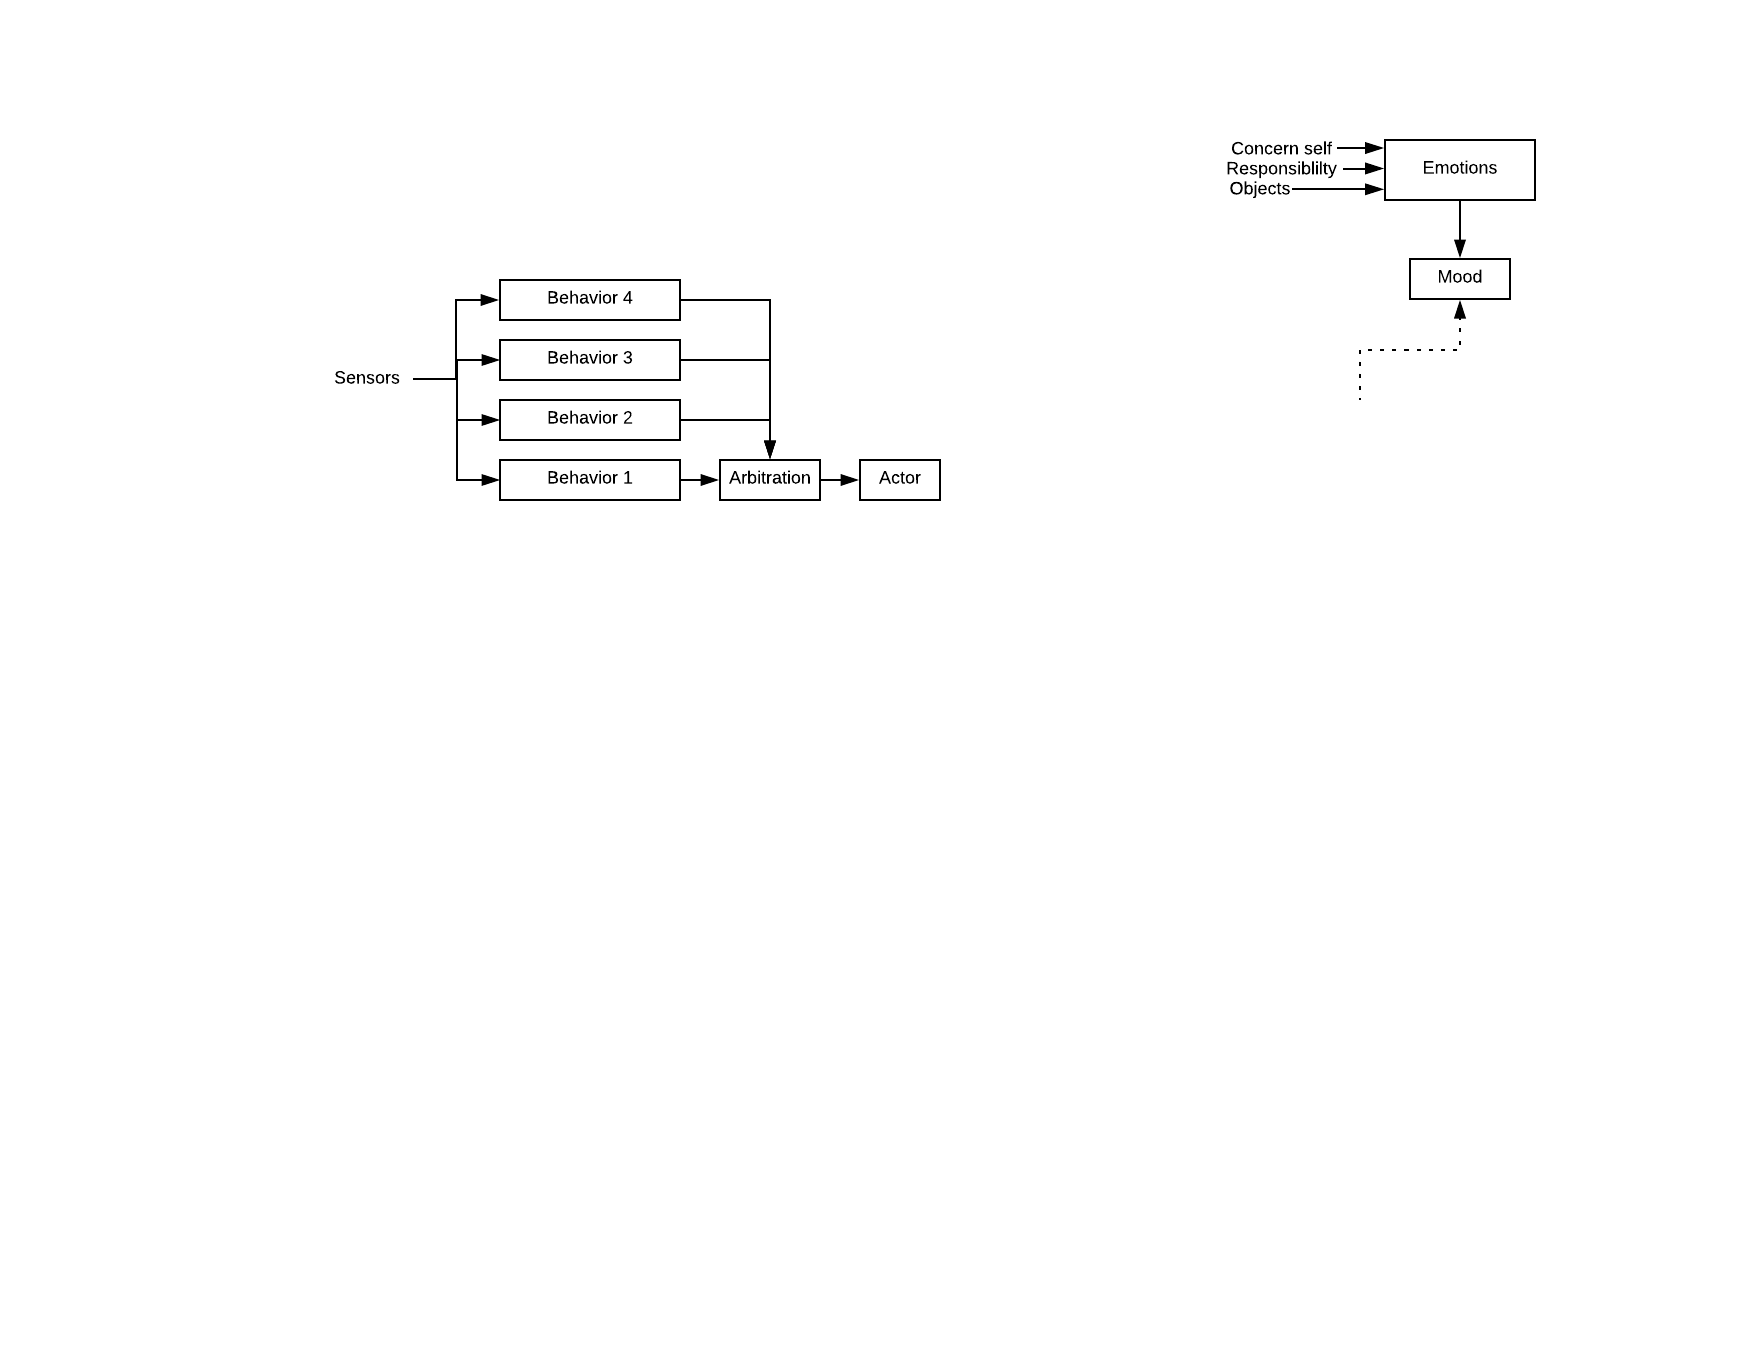 Concern self
Responsiblilty
Objects
Emotions
Mood
Sensors
Behavior 4
Behavior 3
Behavior 2
Behavior 1
Arbitration
Actor